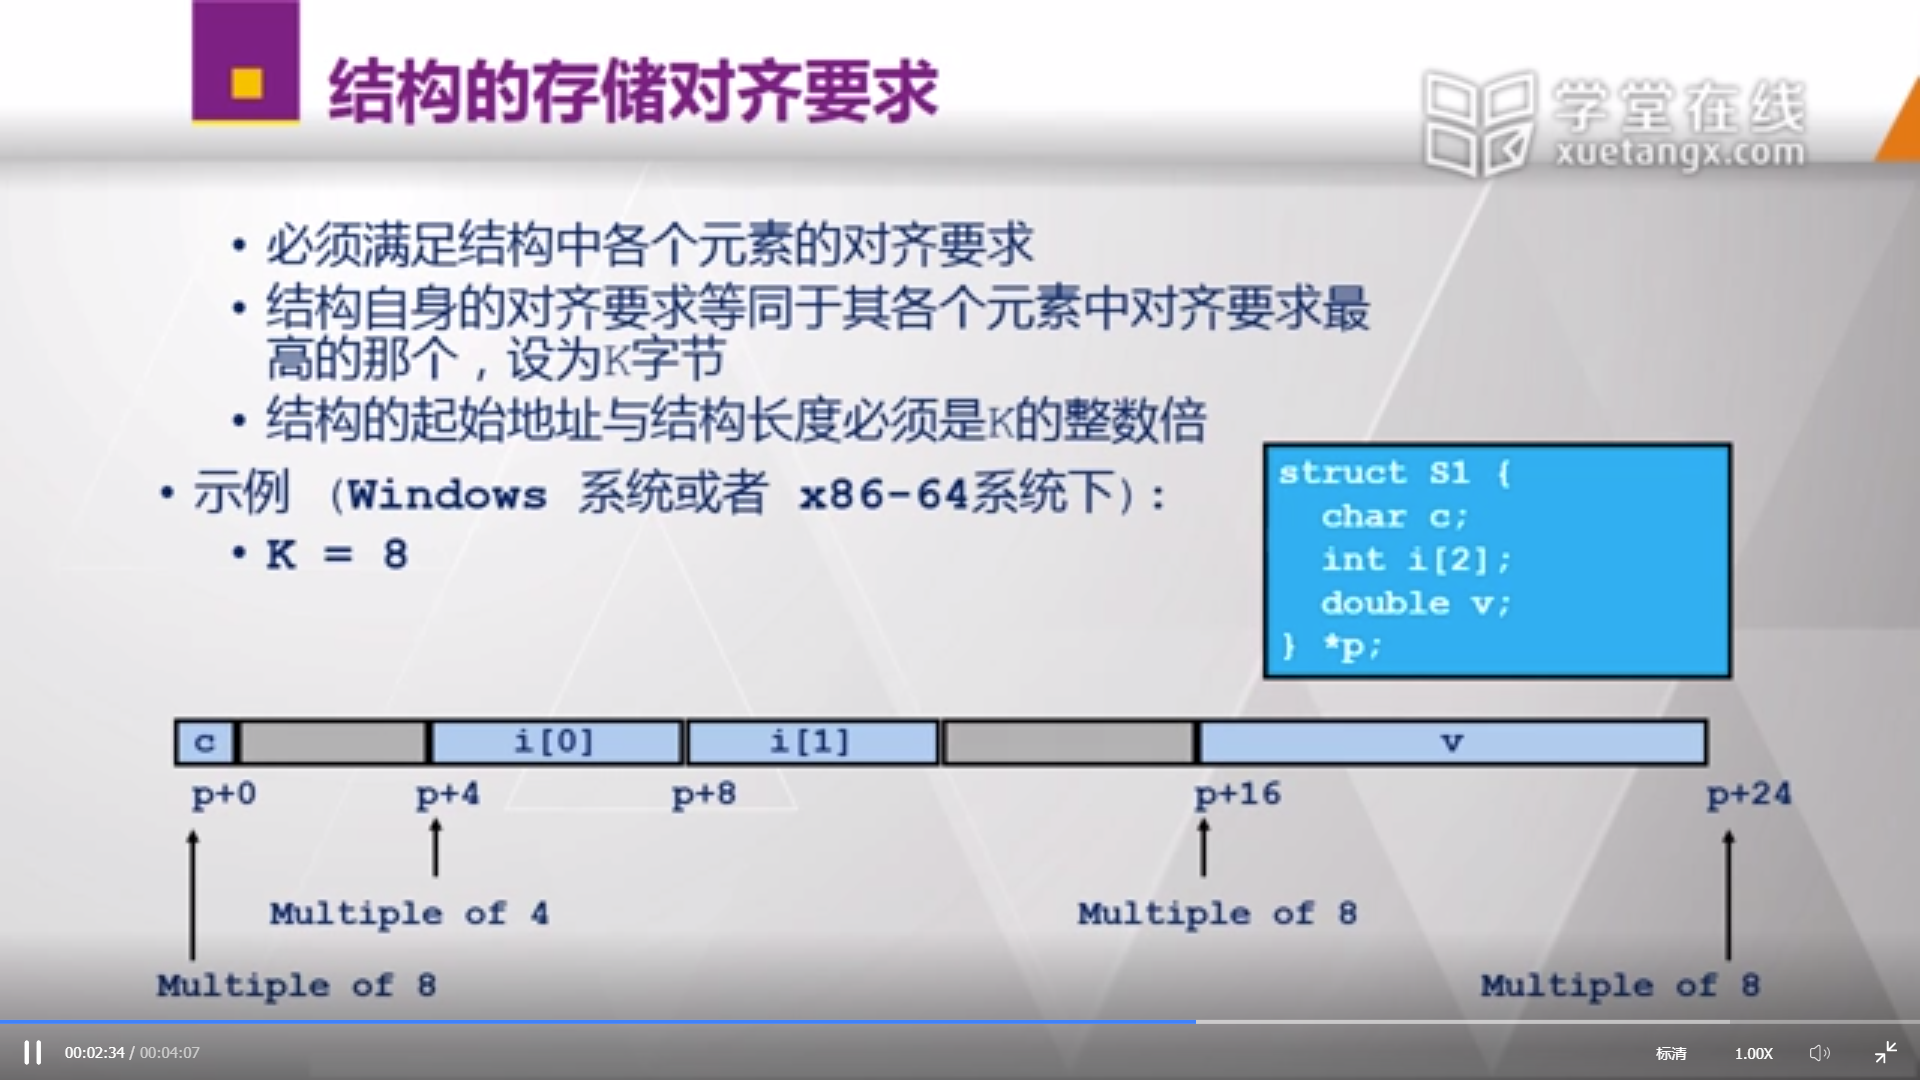 结构的存储对齐要求
学堂在线
xuetangx.com
• 必须满足结构中各个元素的对齐要求
• 结构自身的对齐要求等同于其各个元素中对齐要求最
高的那个，设为K字节
• 结构的起始地址与结构长度必须是K的整数倍
• 示例 （Windows 系统或者 x86-64系统下）:
• K = 8
struct S1 {
char c;
int i[2];
double v;
} *p;
c i[0] i[1] v
p+0 p+4 p+8 p+16 p+24
Multiple of 4 Multiple of 8
Multiple of 8 Multiple of 8
00:02:34 / 00:04:07 标清 1.00X